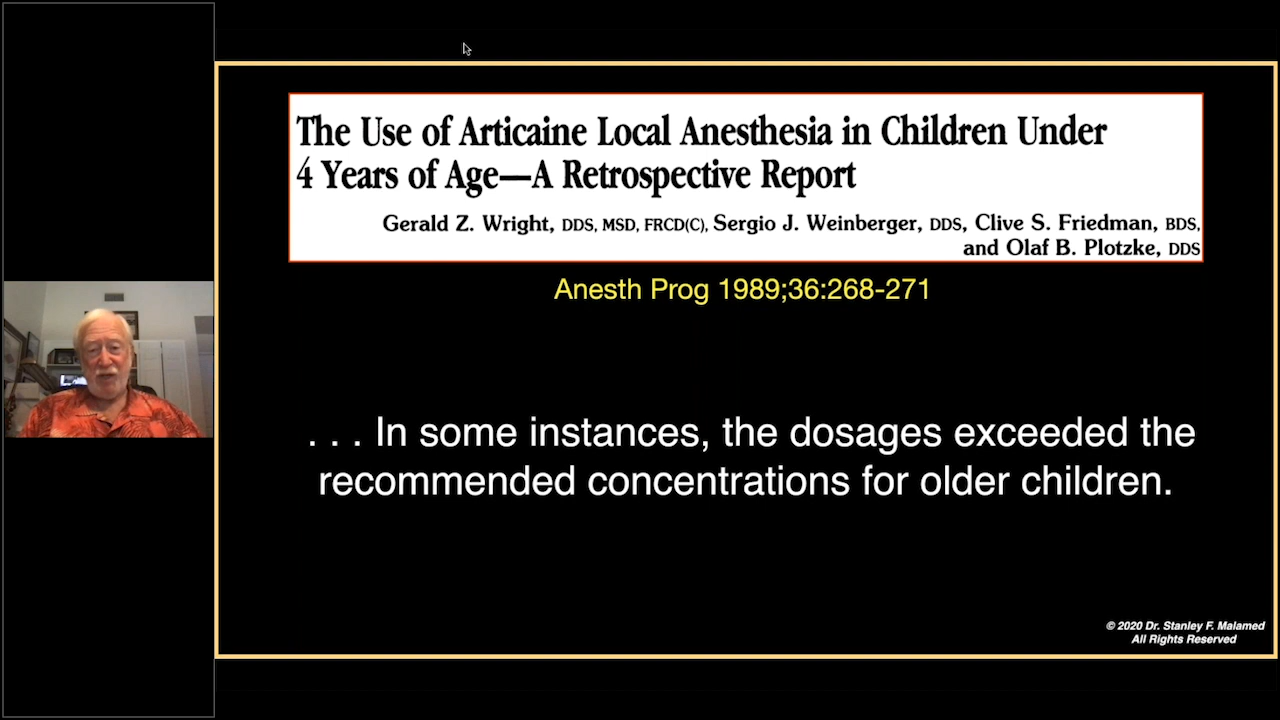 The Use of Articaine Local Anesthesia in Children Under
4 Years of Age—A Retrospective Report
Gerald Z. Wright, DDS, MSD, FRCD(C), Sergio J. Weinberger, DDS, Clive S. Friedman, BDS,
and Olaf B. Plotzke, DDS
Anesth Prog 1989;36:268-271
. . . In some instances, the dosages exceeded the
recommended concentrations for older children.
© 2020 Dr. Stanley F. Malamed
All Rights Reserved